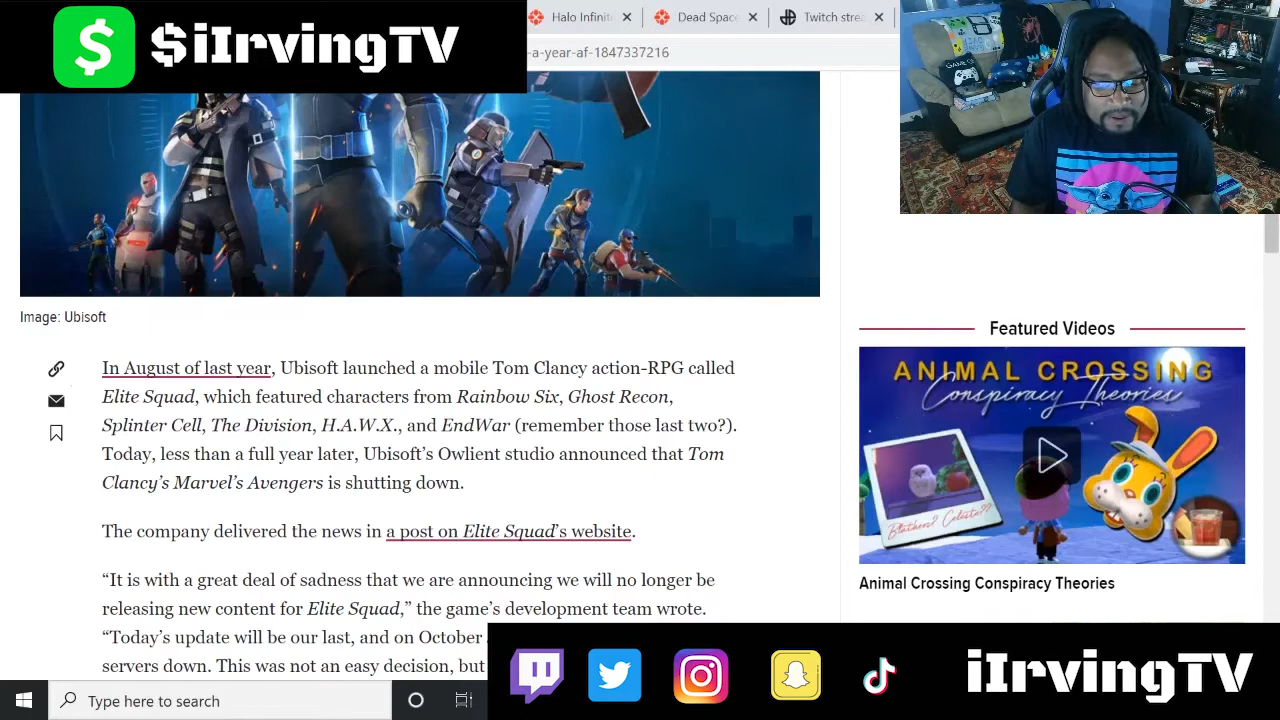 $iIrvingTV
Halo Infinit
Dead Spac
Twitch stre
-a-year-af-1847337216
GAME ON
Image: Ubisoft
In August of last year, Ubisoft launched a mobile Tom Clancy action-RPG called
Elite Squad, which featured characters from Rainbow Six, Ghost Recon,
Splinter Cell, The Division, H.A.W.X., and EndWar (remember those last two?).
Today, less than a full year later, Ubisoft’s Owlient studio announced that Tom
Clancy’s Marvel’s Avengers is shutting down.
The company delivered the news in a post on Elite Squad’s website.
“It is with a great deal of sadness that we are announcing we will no longer be
releasing new content for Elite Squad,” the game’s development team wrote.
“Today’s update will be our last, and on October
servers down. This was not an easy decision, but
Featured Videos
ANIMAL CROSSING
Conspiracy Theories
Blathers? Celeste??
Animal Crossing Conspiracy Theories
Type here to search
iIrvingTV